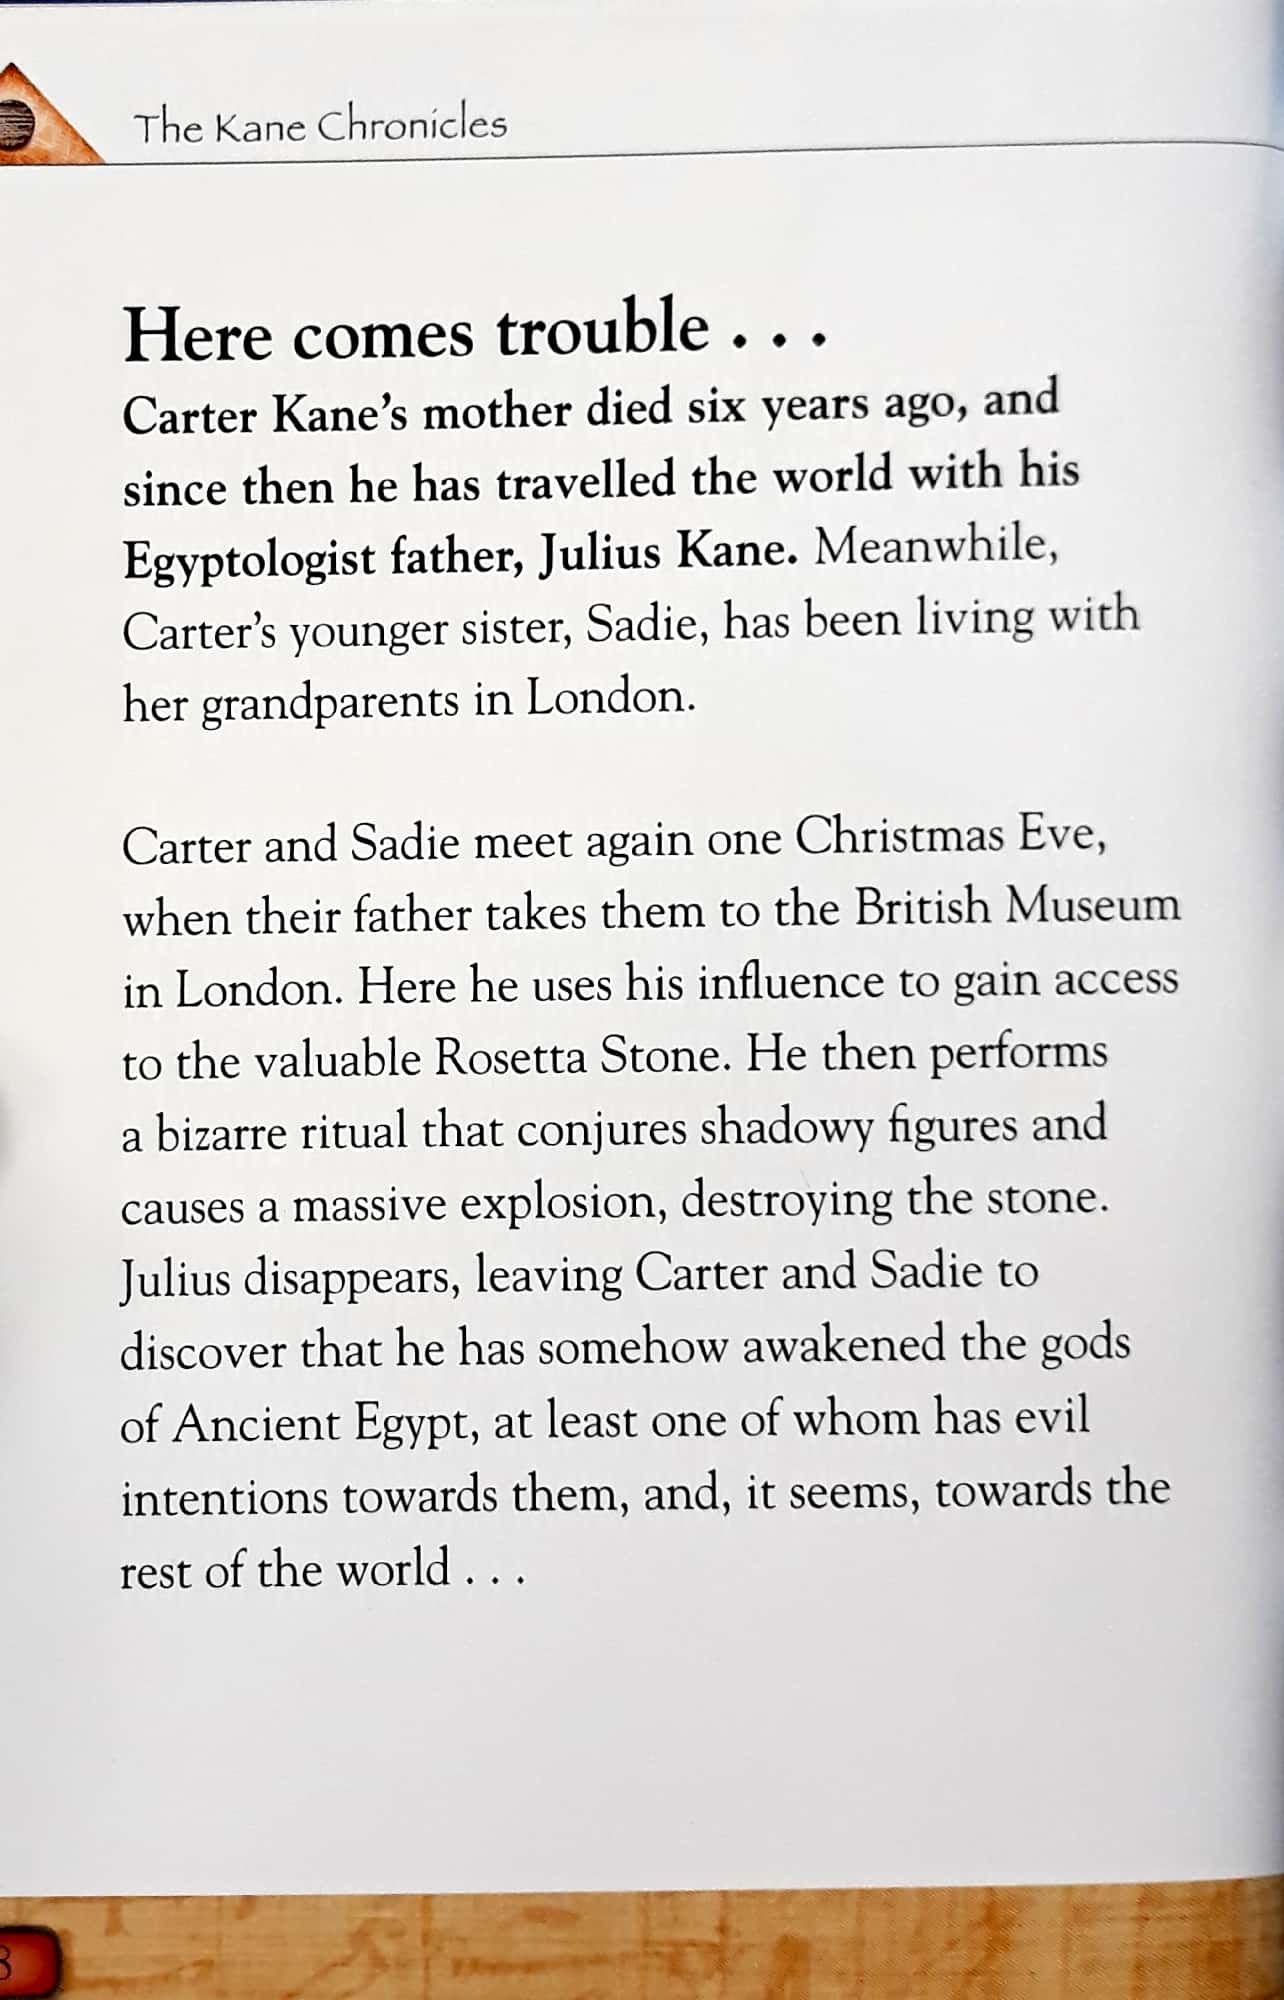 The Kane Chronicles
Here comes trouble . . .
Carter Kane's mother died six years ago, and
since then he has travelled the world with his
Egyptologist father, Julius Kane. Meanwhile,
Carter's younger sister, Sadie, has been living with
her grandparents in London.
Carter and Sadie meet again one Christmas Eve,
when their father takes them to the British Museum
in London. Here he uses his influence to gain access
to the valuable Rosetta Stone. He then performs
a bizarre ritual that conjures shadowy figures and
causes a massive explosion, destroying the stone.
Julius disappears, leaving Carter and Sadie to
discover that he has somehow awakened the gods
of Ancient Egypt, at least one of whom has evil
intentions towards them, and, it seems, towards the
rest of the world . . .